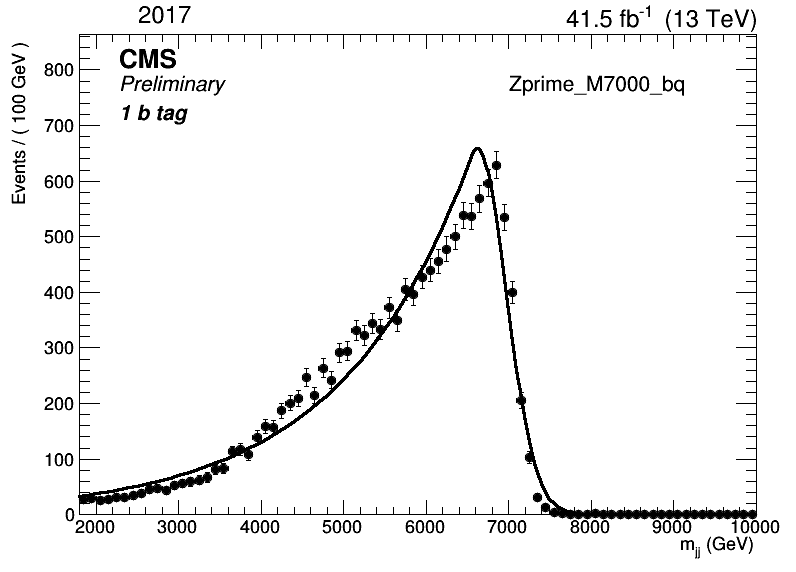 2017 41.5 fb⁻¹ (13 TeV)
CMS
Preliminary
1 b tag
Zprime_M7000_bq
Events / ( 100 GeV )
800
700
600
500
400
300
200
100
0
2000 3000 4000 5000 6000 7000 8000 9000 10000
m_jj (GeV)